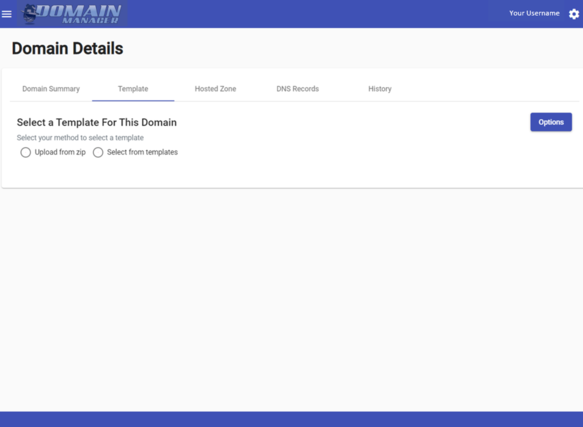 DOMAIN
MANAGER
Your Username
Domain Details
Domain Summary
Template
Hosted Zone
DNS Records
History
Select a Template For This Domain
Options
Select your method to select a template
Upload from zip
Select from templates